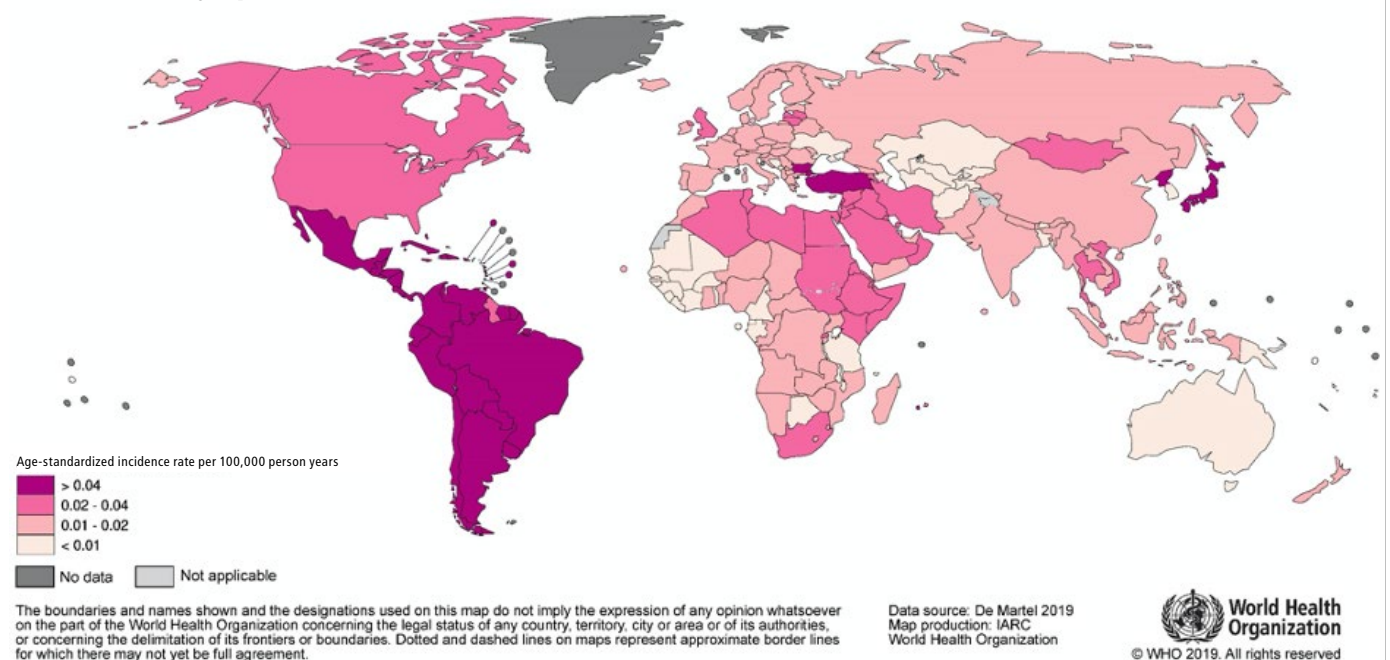 Age-standardized incidence rate per 100,000 person years
> 0.04
0.02 - 0.04
0.01 - 0.02
< 0.01
No data
Not applicable
The boundaries and names shown and the designations used on this map do not imply the expression of any opinion whatsoever
on the part of the World Health Organization concerning the legal status of any country, territory, city or area or of its authorities,
or concerning the delimitation of its frontiers or boundaries. Dotted and dashed lines on maps represent approximate border lines
for which there may not yet be full agreement.
Data source: De Martel 2019
Map production: IARC
World Health Organization
World Health
Organization
© WHO 2019. All rights reserved